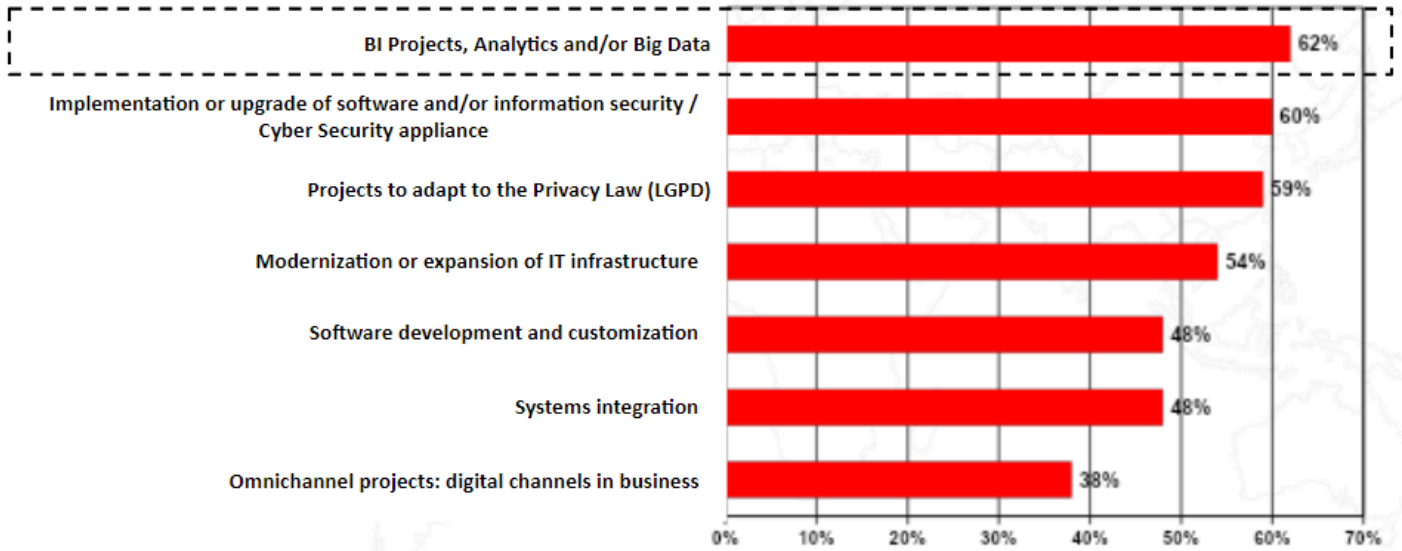 BI Projects, Analytics and/or Big Data 62%
Implementation or upgrade of software and/or information security /
Cyber Security appliance 60%
Projects to adapt to the Privacy Law (LGPD) 59%
Modernization or expansion of IT infrastructure 54%
Software development and customization 48%
Systems integration 48%
Omnichannel projects: digital channels in business 38%
0% 10% 20% 30% 40% 50% 60% 70%